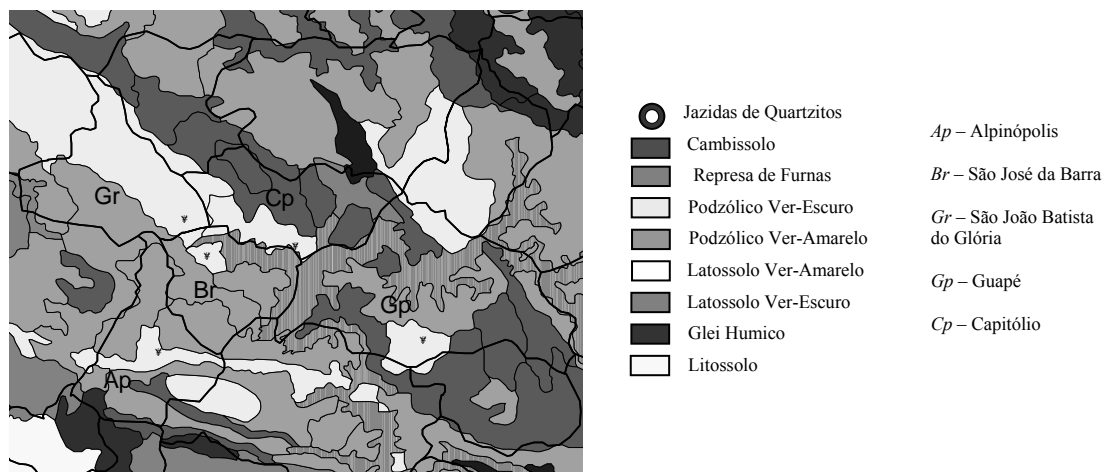 Gr
Cp
Br
Gp
Ap
Jazidas de Quartzitos
Cambissolo
Represa de Furnas
Podzólico Ver-Escuro
Podzólico Ver-Amarelo
Latossolo Ver-Amarelo
Latossolo Ver-Escuro
Glei Humico
Litossolo
Ap – Alpinópolis
Br – São José da Barra
Gr – São João Batista
do Glória
Gp – Guapé
Cp – Capitólio